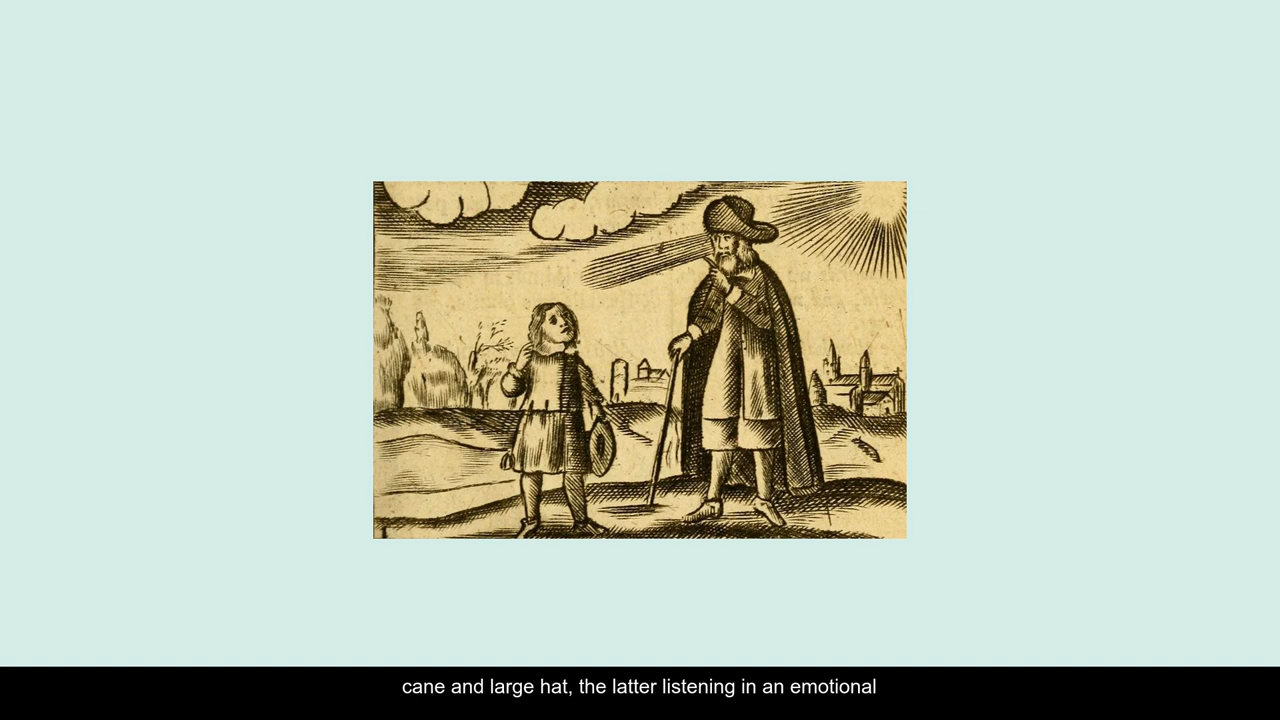 cane and large hat, the latter listening in an emotional